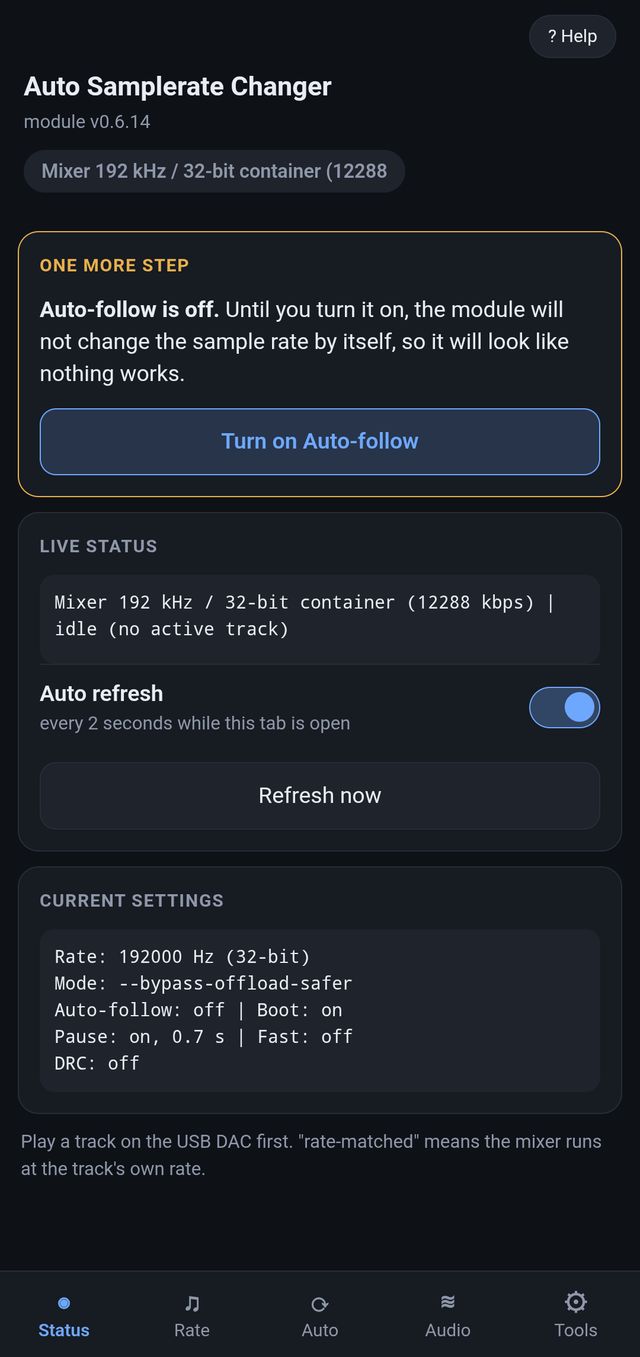 ? Help
Auto Samplerate Changer
module v0.6.14
Mixer 192 kHz / 32-bit container (12288
ONE MORE STEP
Auto-follow is off. Until you turn it on, the module will
not change the sample rate by itself, so it will look like
nothing works.
Turn on Auto-follow
LIVE STATUS
Mixer 192 kHz / 32-bit container (12288 kbps) |
idle (no active track)
Auto refresh
every 2 seconds while this tab is open
Refresh now
CURRENT SETTINGS
Rate: 192000 Hz (32-bit)
Mode: --bypass-offload-safer
Auto-follow: off | Boot: on
Pause: on, 0.7 s | Fast: off
DRC: off
Play a track on the USB DAC first. "rate-matched" means the mixer runs
at the track's own rate.
Status
Rate
Auto
Audio
Tools